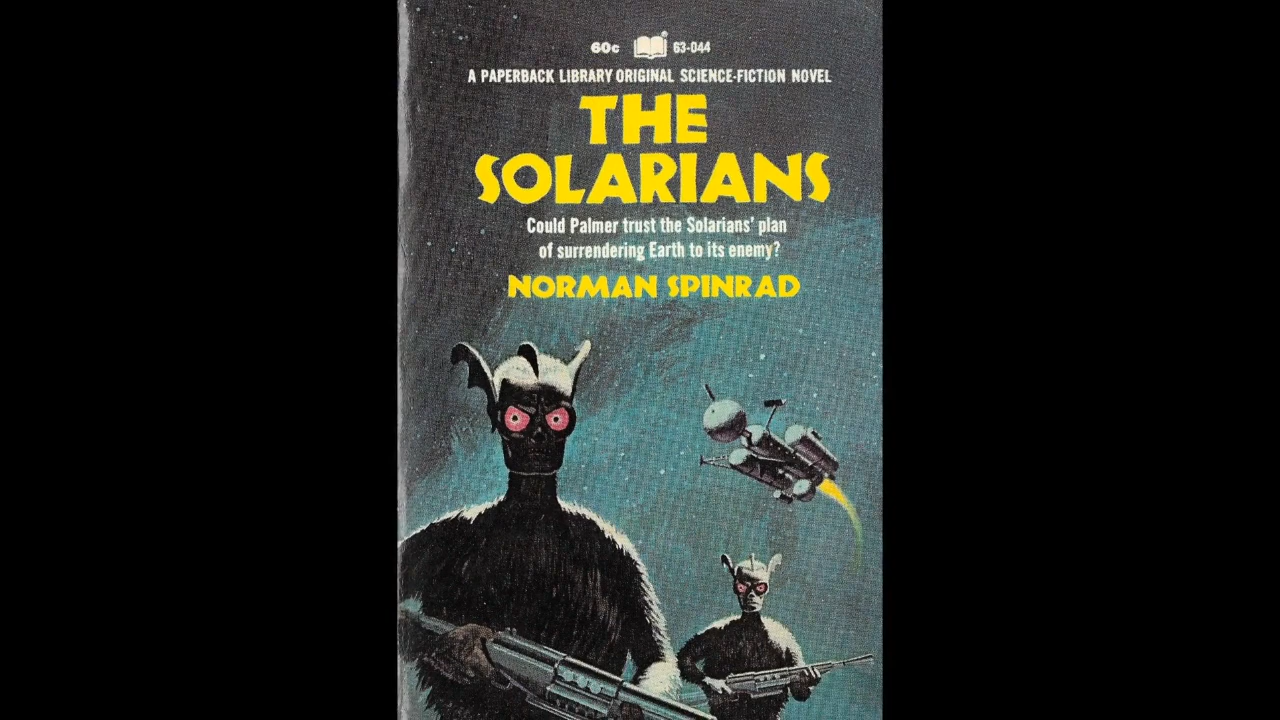 60c 63-044
A PAPERBACK LIBRARY ORIGINAL SCIENCE-FICTION NOVEL
THE
SOLARIANS
Could Palmer trust the Solarians' plan
of surrendering Earth to its enemy?
NORMAN SPINRAD